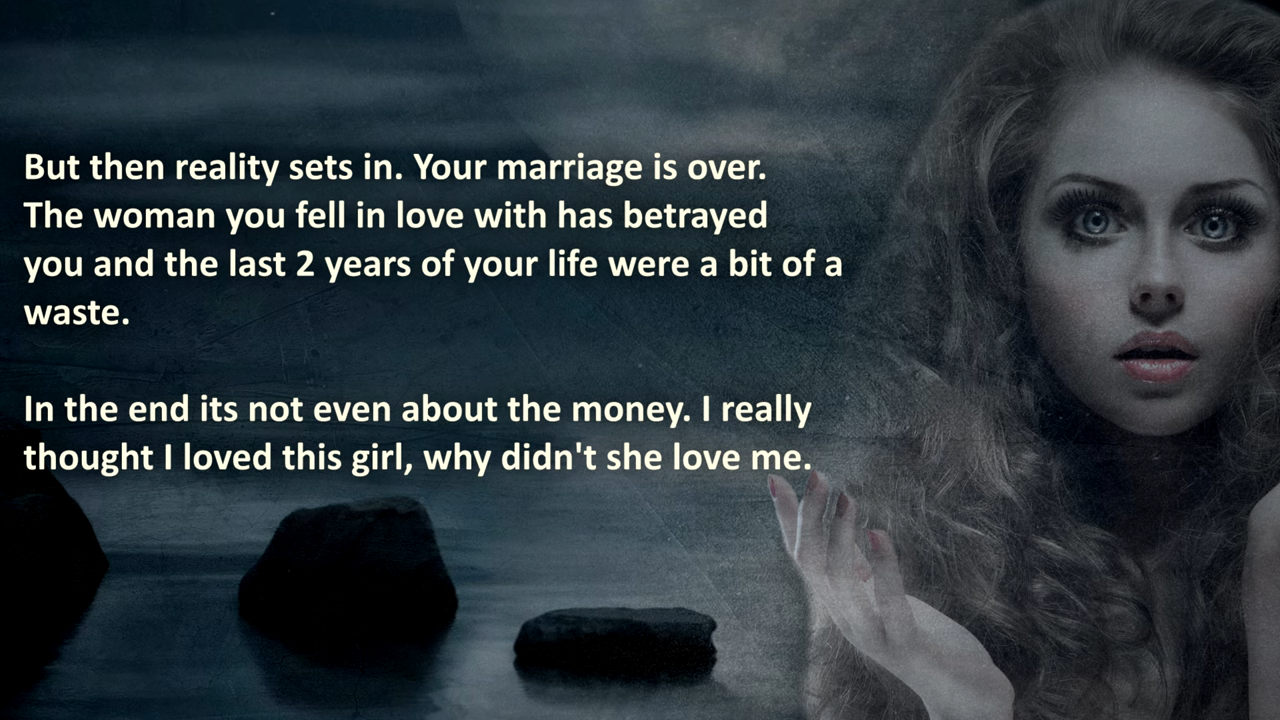 But then reality sets in. Your marriage is over.
The woman you fell in love with has betrayed
you and the last 2 years of your life were a bit of a
waste.
In the end its not even about the money. I really
thought I loved this girl, why didn't she love me.